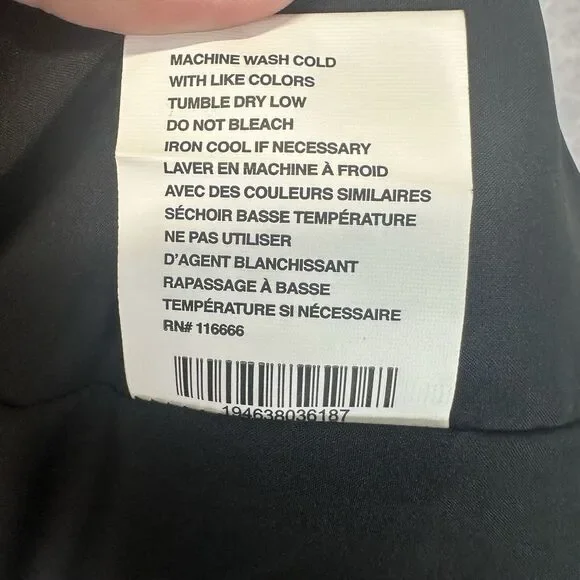 MACHINE WASH COLD
WITH LIKE COLORS
TUMBLE DRY LOW
DO NOT BLEACH
IRON COOL IF NECESSARY
LAVER EN MACHINE À FROID
AVEC DES COULEURS SIMILAIRES
SÉCHOIR BASSE TEMPÉRATURE
NE PAS UTILISER
D'AGENT BLANCHISSANT
RAPASSAGE À BASSE
TEMPÉRATURE SI NÉCESSAIRE
RN# 116666
194638036187